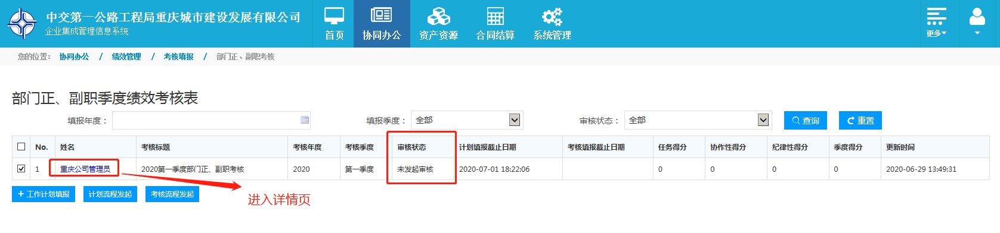 中交第一公路工程局重庆城市建设发展有限公司
企业集成管理信息系统
首页 协同办公 资产资源 合同结算 系统管理 更多
您的位置： 协同办公 / 绩效管理 / 考核填报 / 部门正、副职考核
部门正、副职季度绩效考核表
填报年度： 填报季度： 全部 审核状态： 全部 查询 重置
No. 姓名 考核标题 考核年度 考核季度 审核状态 计划填报截止日期 考核填报截止日期 任务得分 协作性得分 纪律性得分 季度得分 更新时间
1 重庆公司管理员 2020第一季度部门正、副职考核 2020 第一季度 未发起审核 2020-07-01 18:22:06 0 0 0 0 2020-06-29 13:49:31
+ 工作计划填报 计划流程发起 考核流程发起
进入详情页